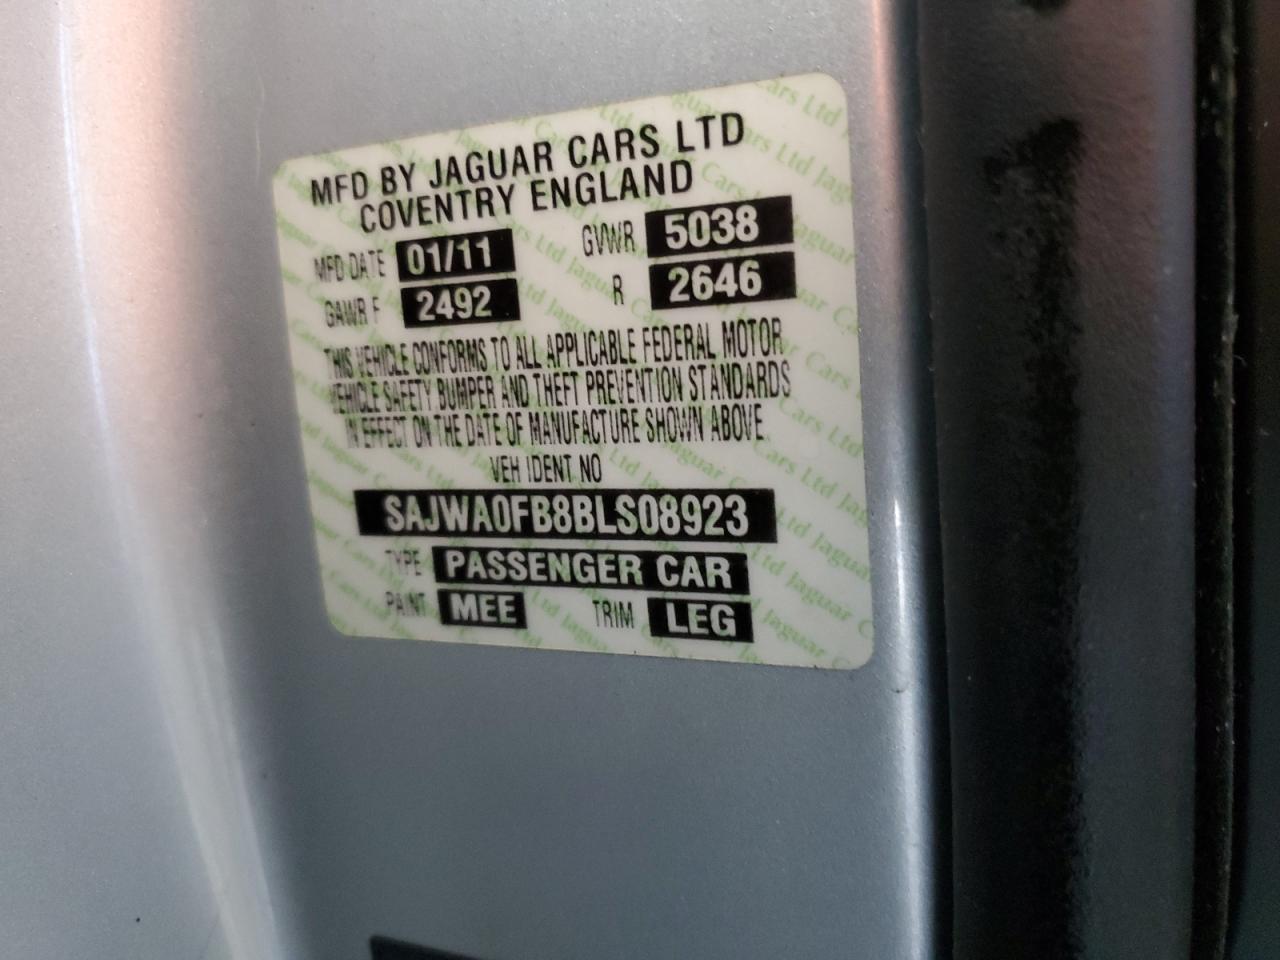 MFD BY JAGUAR CARS LTD
COVENTRY ENGLAND
MFD DATE 01/11 GVWR 5038
GAWR F 2492 R 2646
THIS VEHICLE CONFORMS TO ALL APPLICABLE FEDERAL MOTOR
VEHICLE SAFETY BUMPER AND THEFT PREVENTION STANDARDS
IN EFFECT ON THE DATE OF MANUFACTURE SHOWN ABOVE
VEH IDENT NO
SAJWA0FB8BLS08923
TYPE PASSENGER CAR
PAINT MEE TRIM LEG